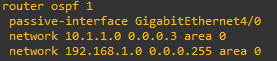 router ospf 1
passive-interface GigabitEthernet4/0
network 10.1.1.0 0.0.0.3 area 0
network 192.168.1.0 0.0.0.255 area 0